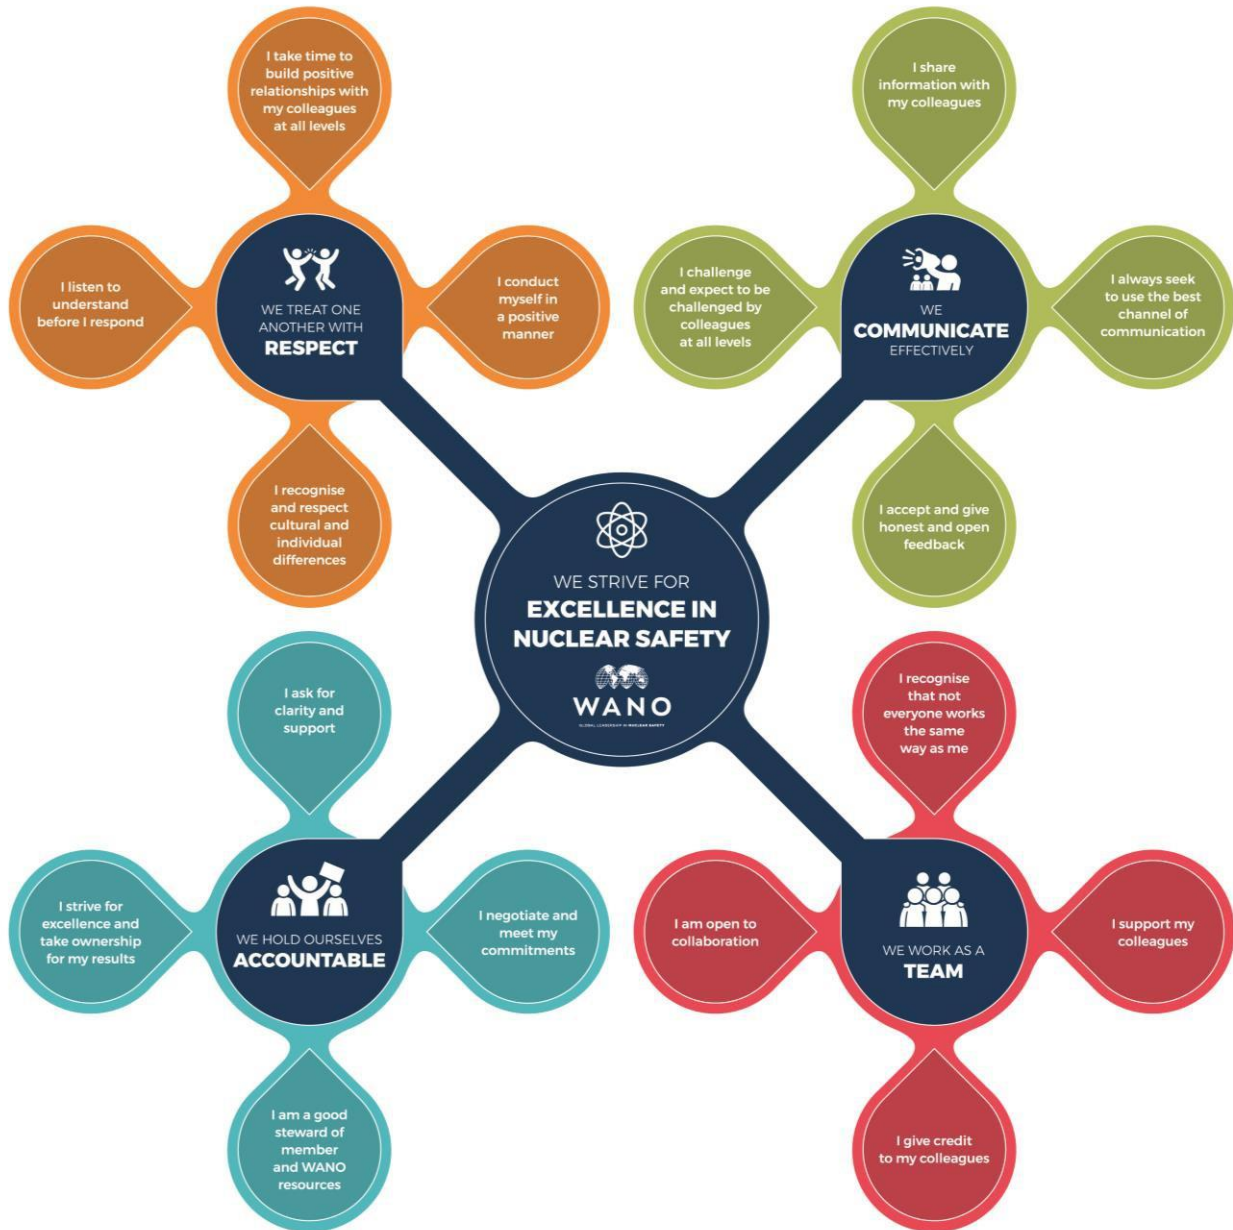 I take time to
build positive
relationships with
my colleagues
at all levels
I listen to
understand
before I respond
WE TREAT ONE
ANOTHER WITH
RESPECT
I conduct
myself in
a positive
manner
I recognise
and respect
cultural and
individual
differences
I share
information with
my colleagues
I challenge
and expect to be
challenged by
colleagues
at all levels
WE
COMMUNICATE
EFFECTIVELY
I always seek
to use the best
channel of
communication
I accept and give
honest and open
feedback
WE STRIVE FOR
EXCELLENCE IN
NUCLEAR SAFETY
WANO
GLOBAL LEADERSHIP IN NUCLEAR SAFETY
I ask for
clarity and
support
I strive for
excellence and
take ownership
for my results
WE HOLD OURSELVES
ACCOUNTABLE
I negotiate and
meet my
commitments
I am a good
steward of
member
and WANO
resources
I recognise
that not
everyone works
the same
way as me
I am open to
collaboration
WE WORK AS A
TEAM
I support my
colleagues
I give credit
to my colleagues